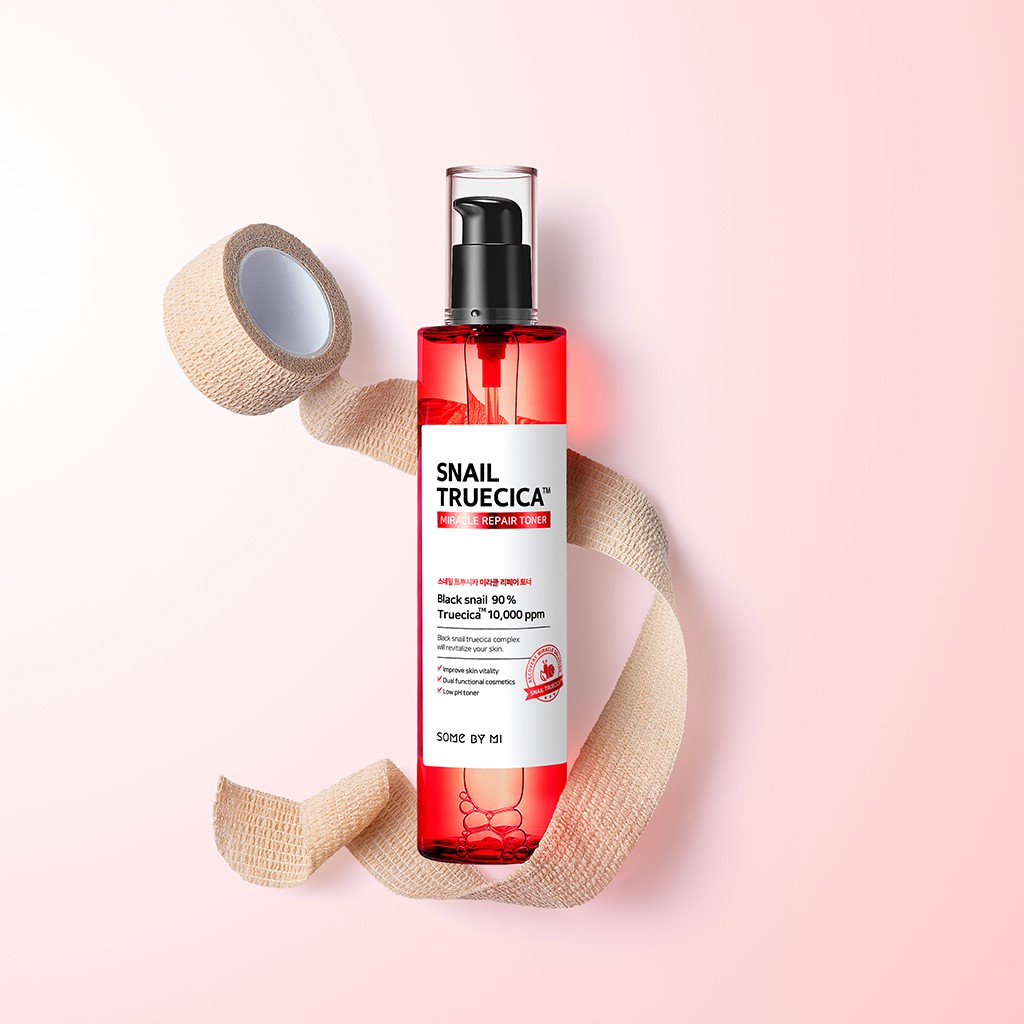 SNAIL
TRUECICA™
MIRACLE REPAIR TONER
스네일 트루시카 미라클 리페어 토너
Black snail 90%
Truecica™ 10,000 ppm
Black snail truecica complex
will revitalize your skin.
Improve skin vitality
Dual functional cosmetics
Low pH toner
RECOVERY MIRACLE
SNAIL TRUECICA
SOME BY MI